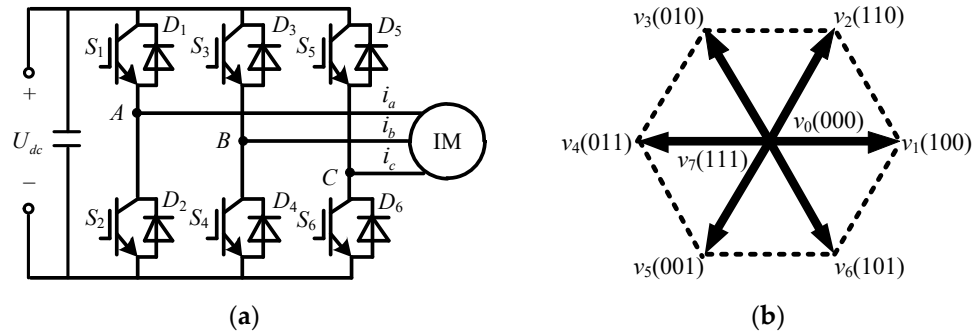 S1 D1 S3 D3 S5 D5
+
A
ia
Udc
B
ib
IM
ic
C
−
S2 D2 S4 D4 S6 D6
(a)
v3(010) v2(110)
v0(000)
v4(011) v1(100)
v7(111)
v5(001) v6(101)
(b)